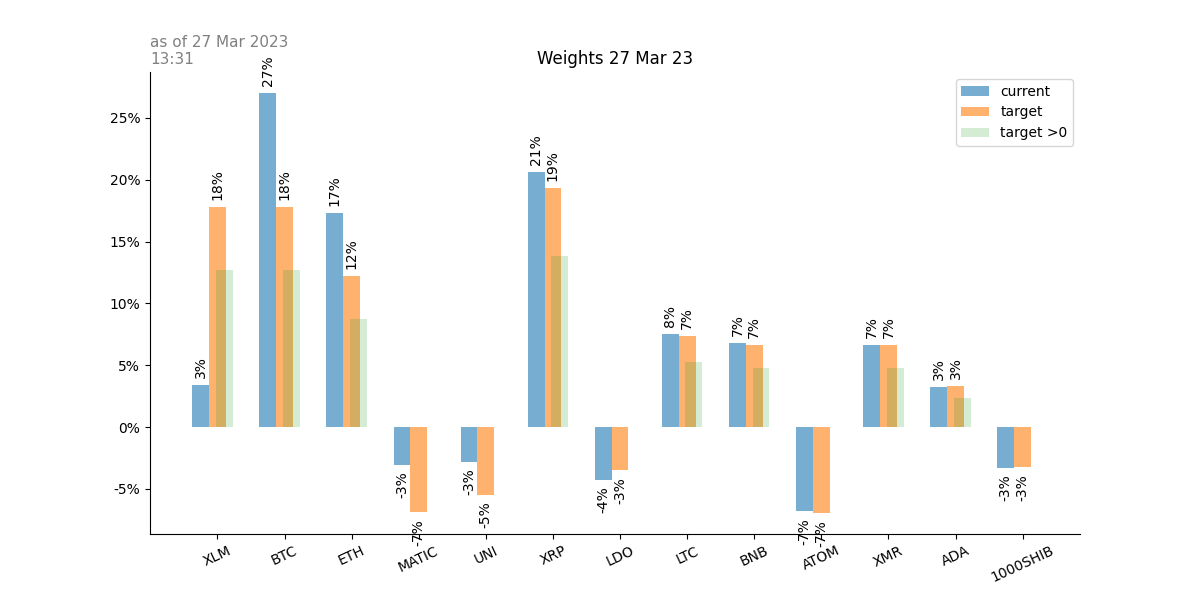 as of 27 Mar 2023
13:31
Weights 27 Mar 23
current
target
target >0
25%
20%
15%
10%
5%
0%
-5%
3%
18%
27%
18%
17%
12%
-3%
-7%
-3%
-5%
21%
19%
-4%
-3%
8%
7%
7%
7%
-7%
-7%
7%
7%
3%
3%
-3%
-3%
XLM
BTC
ETH
MATIC
UNI
XRP
LDO
LTC
BNB
ATOM
XMR
ADA
1000SHIB